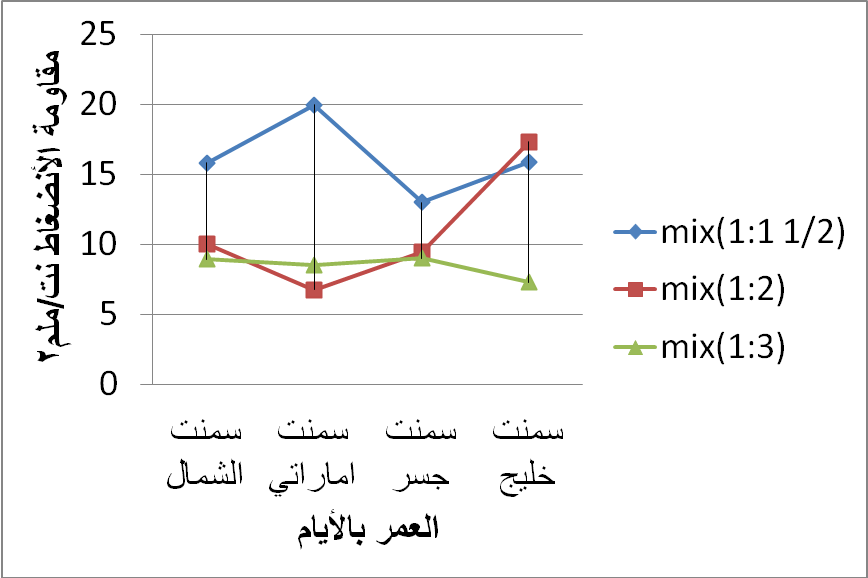 25
20
15
10
5
0
مقاومة الأنضغاط نت/ملم٢
سمنت الشمال
سمنت اماراتي
سمنت جسر
سمنت خليج
العمر بالأيام
mix(1:1 1/2)
mix(1:2)
mix(1:3)